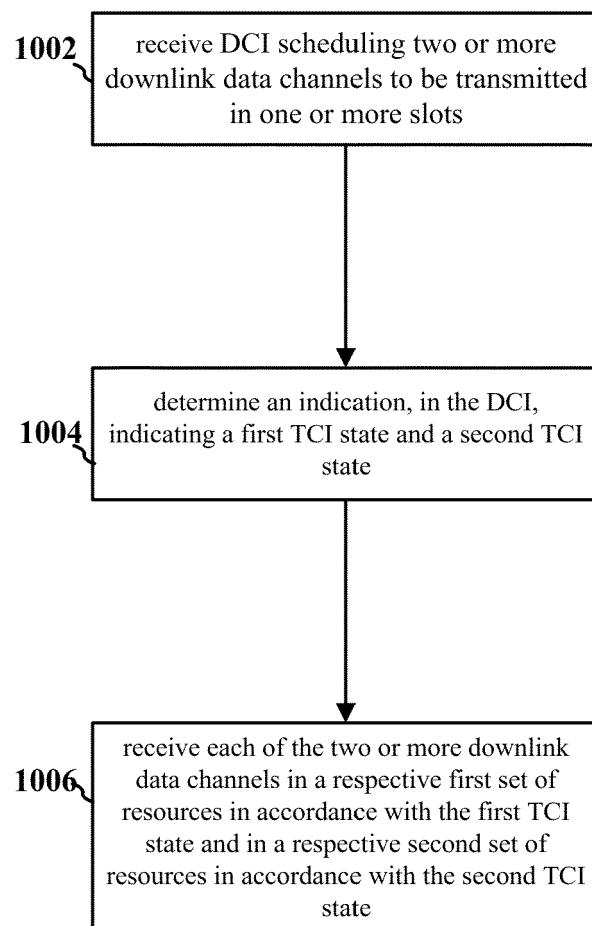 1002
receive DCI scheduling two or more
downlink data channels to be transmitted
in one or more slots
1004
determine an indication, in the DCI,
indicating a first TCI state and a second TCI
state
1006
receive each of the two or more downlink
data channels in a respective first set of
resources in accordance with the first TCI
state and in a respective second set of
resources in accordance with the second TCI
state